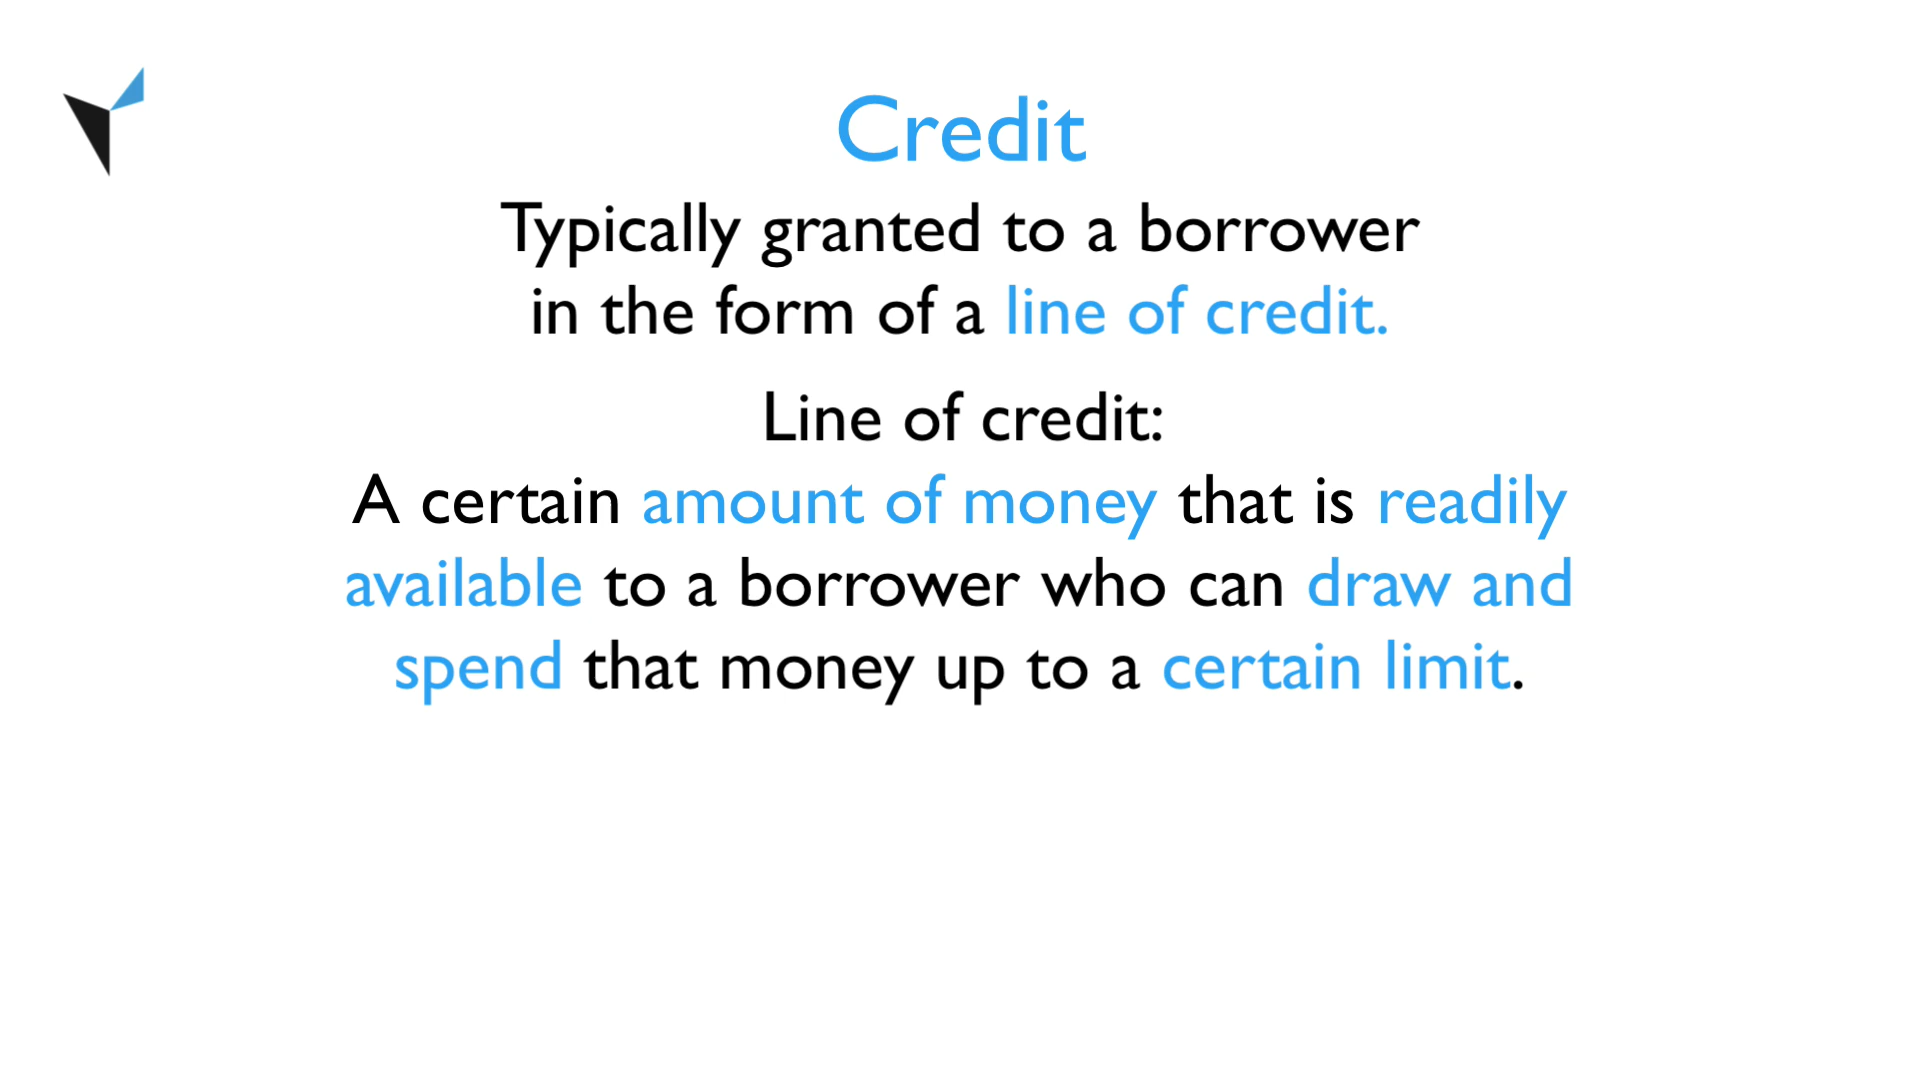 Credit
Typically granted to a borrower
in the form of a line of credit.
Line of credit:
A certain amount of money that is readily
available to a borrower who can draw and
spend that money up to a certain limit.